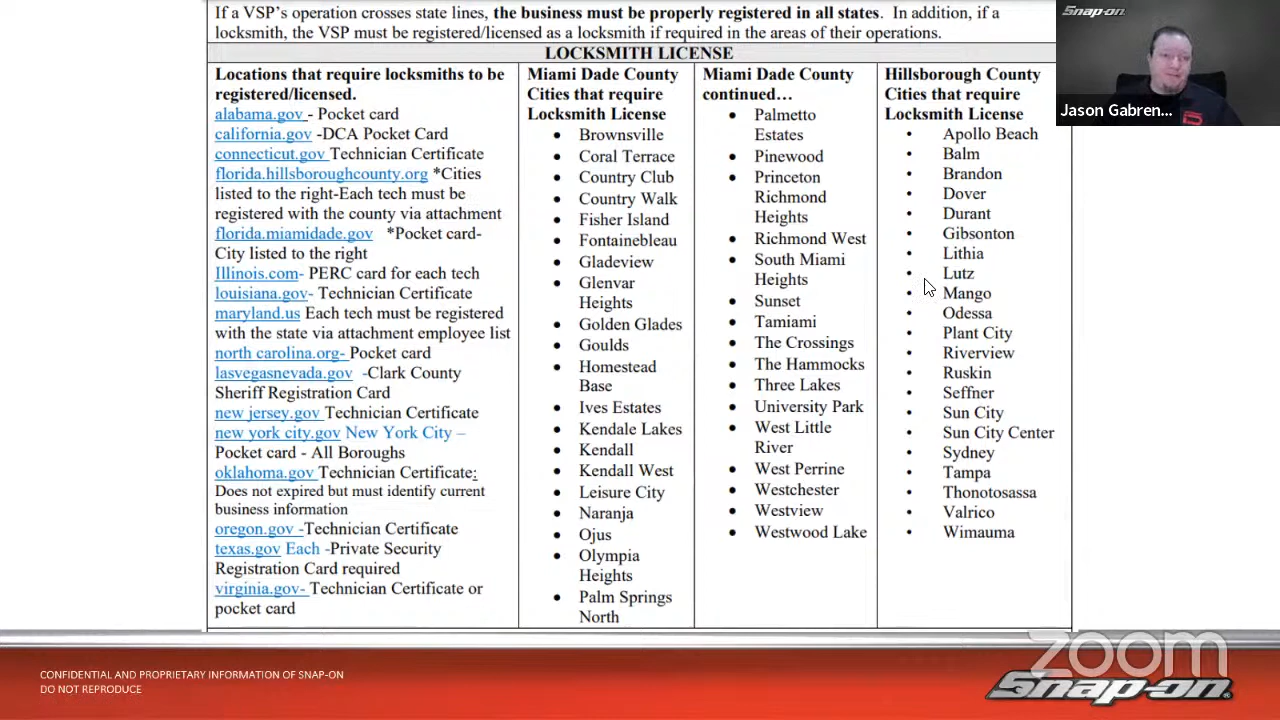 If a VSP's operation crosses state lines, the business must be properly registered in all states. In addition, if a
locksmith, the VSP must be registered/licensed as a locksmith if required in the areas of their operations.
LOCKSMITH LICENSE
Locations that require locksmiths to be
registered/licensed.
alabama.gov - Pocket card
california.gov -DCA Pocket Card
connecticut.gov Technician Certificate
florida.hillsboroughcounty.org *Cities
listed to the right-Each tech must be
registered with the county via attachment
florida.miamidade.gov *Pocket card-
City listed to the right
Illinois.com- PERC card for each tech
louisiana.gov- Technician Certificate
maryland.us Each tech must be registered
with the state via attachment employee list
north carolina.org- Pocket card
lasvegasnevada.gov -Clark County
Sheriff Registration Card
new jersey.gov Technician Certificate
new york city.gov New York City –
Pocket card - All Boroughs
oklahoma.gov Technician Certificate:
Does not expired but must identify current
business information
oregon.gov -Technician Certificate
texas.gov Each -Private Security
Registration Card required
virginia.gov- Technician Certificate or
pocket card
Miami Dade County
Cities that require
Locksmith License
• Brownsville
• Coral Terrace
• Country Club
• Country Walk
• Fisher Island
• Fontainebleau
• Gladeview
• Glenvar
Heights
• Golden Glades
• Goulds
• Homestead
Base
• Ives Estates
• Kendale Lakes
• Kendall
• Kendall West
• Leisure City
• Naranja
• Ojus
• Olympia
Heights
• Palm Springs
North
Miami Dade County
continued…
• Palmetto
Estates
• Pinewood
• Princeton
Richmond
Heights
• Richmond West
• South Miami
Heights
• Sunset
• Tamiami
• The Crossings
• The Hammocks
• Three Lakes
• University Park
• West Little
River
• West Perrine
• Westchester
• Westview
• Westwood Lake
Hillsborough County
Cities that require
Locksmith License
• Apollo Beach
• Balm
• Brandon
• Dover
• Durant
• Gibsonton
• Lithia
• Lutz
• Mango
• Odessa
• Plant City
• Riverview
• Ruskin
• Seffner
• Sun City
• Sun City Center
• Sydney
• Tampa
• Thonotosassa
• Valrico
• Wimauma
Snap-on
Jason Gabren...
CONFIDENTIAL AND PROPRIETARY INFORMATION OF SNAP-ON
DO NOT REPRODUCE
zoom
Snap-on